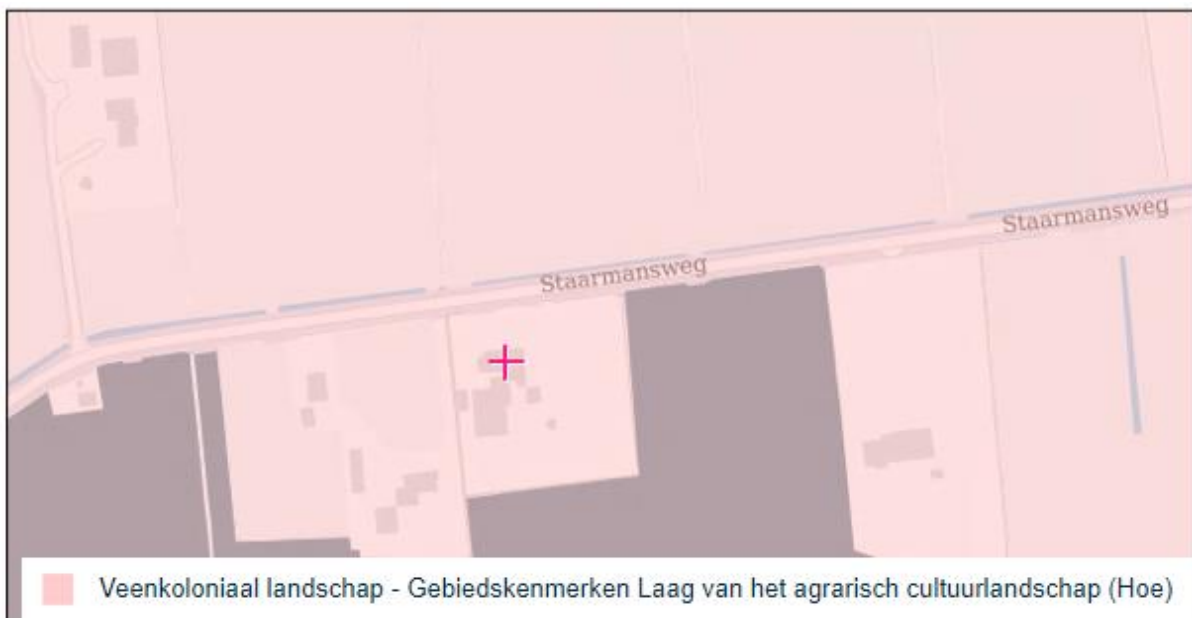 Staarmansweg
Staarmansweg
Veenkoloniaal landschap - Gebiedskenmerken Laag van het agrarisch cultuurlandschap (Hoe)